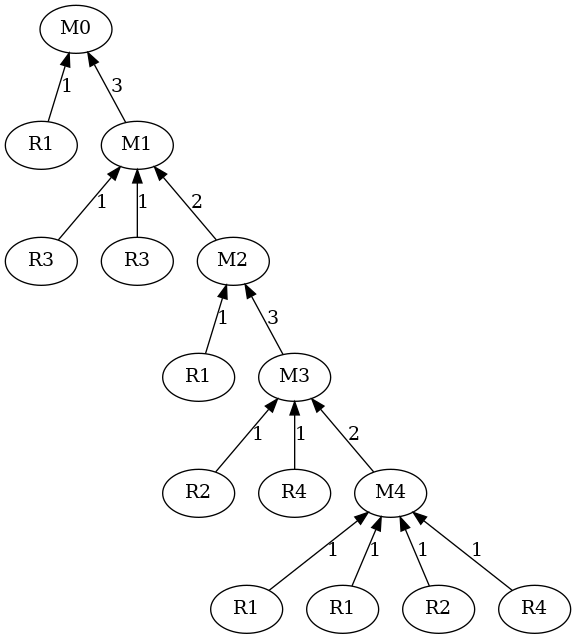 M0
1 3
R1 M1
1 1 2
R3 R3 M2
1 3
R1 M3
1 1 2
R2 R4 M4
1 1 1 1
R1 R1 R2 R4